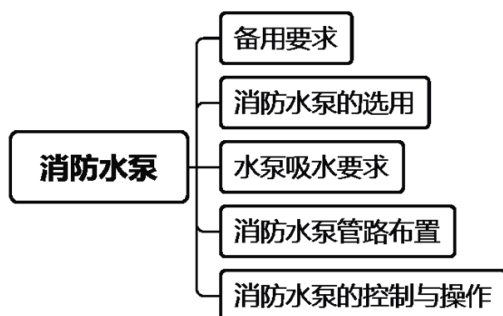 消防水泵
备用要求
消防水泵的选用
水泵吸水要求
消防水泵管路布置
消防水泵的控制与操作